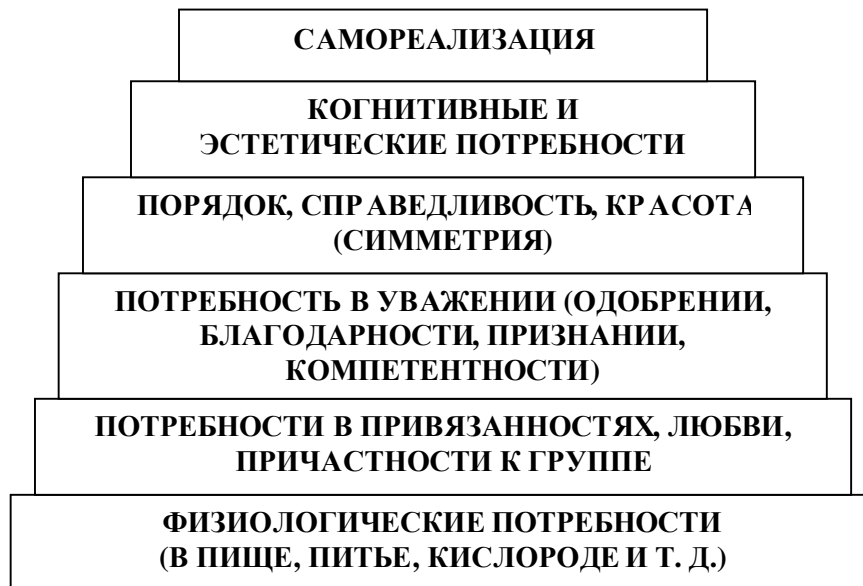 САМОРЕАЛИЗАЦИЯ
КОГНИТИВНЫЕ И
ЭСТЕТИЧЕСКИЕ ПОТРЕБНОСТИ
ПОРЯДОК, СПРАВЕДЛИВОСТЬ, КРАСОТА
(СИММЕТРИЯ)
ПОТРЕБНОСТЬ В УВАЖЕНИИ (ОДОБРЕНИИ,
БЛАГОДАРНОСТИ, ПРИЗНАНИИ,
КОМПЕТЕНТНОСТИ)
ПОТРЕБНОСТИ В ПРИВЯЗАННОСТЯХ, ЛЮБВИ,
ПРИЧАСТНОСТИ К ГРУППЕ
ФИЗИОЛОГИЧЕСКИЕ ПОТРЕБНОСТИ
(В ПИЩЕ, ПИТЬЕ, КИСЛОРОДЕ И Т. Д.)